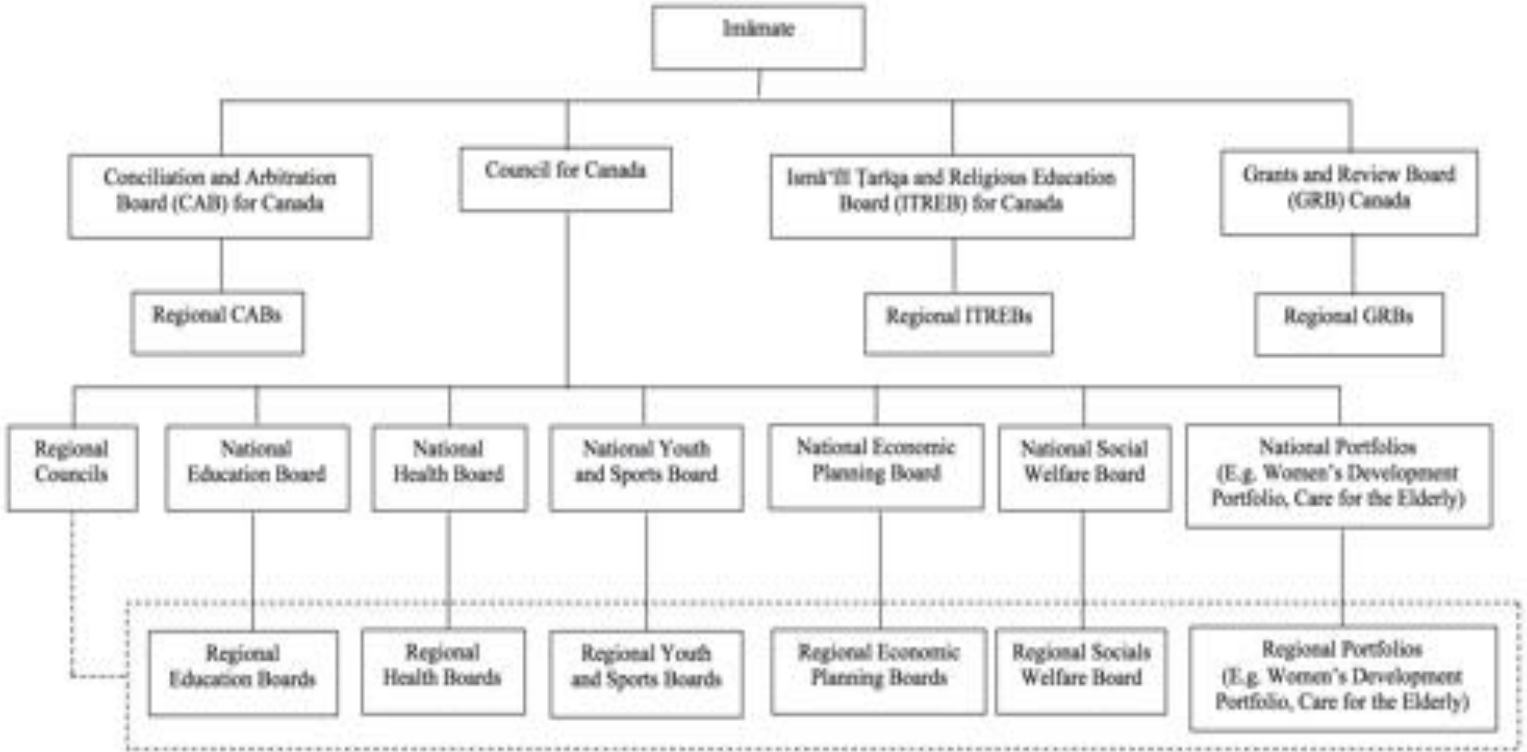 Imāmate
Conciliation and Arbitration
Board (CAB) for Canada
Council for Canada
Ismāʿīlī Ṭarīqa and Religious Education
Board (ITREB) for Canada
Grants and Review Board
(GRB) Canada
Regional CABs
Regional ITREBs
Regional GRBs
Regional
Councils
National
Education Board
National
Health Board
National Youth
and Sports Board
National Economic
Planning Board
National Social
Welfare Board
National Portfolios
(E.g. Women's Development
Portfolio, Care for the Elderly)
Regional
Education Boards
Regional
Health Boards
Regional Youth
and Sports Boards
Regional Economic
Planning Boards
Regional Socials
Welfare Board
Regional Portfolios
(E.g. Women's Development
Portfolio, Care for the Elderly)